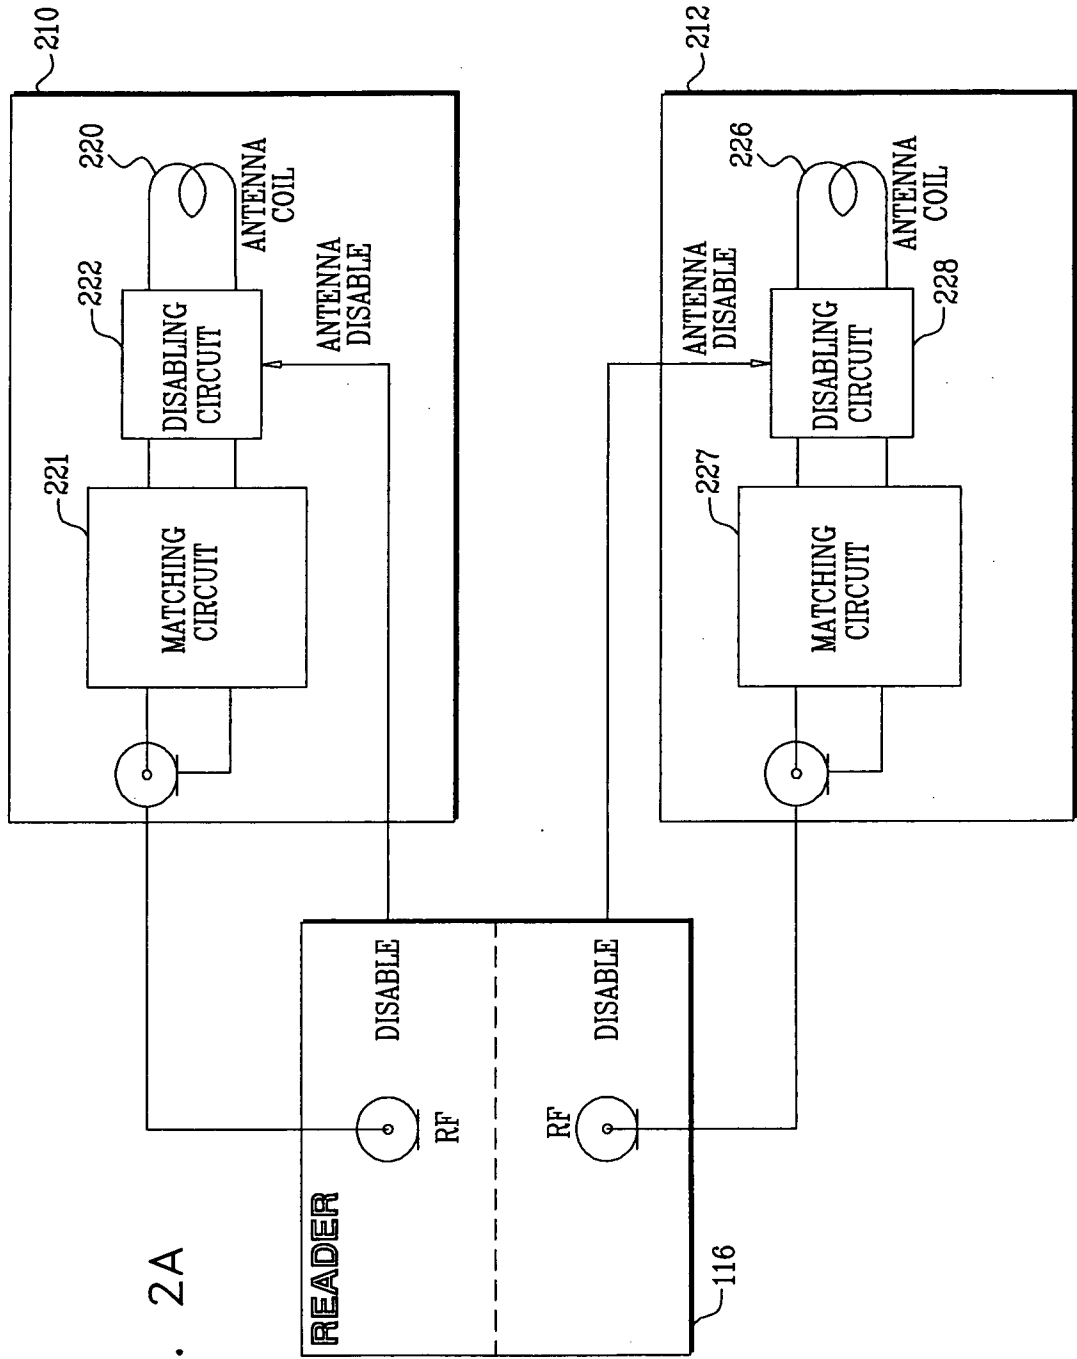 . 2A
READER
116
RF
DISABLE
RF
DISABLE
210
221
MATCHING
CIRCUIT
222
DISABLING
CIRCUIT
220
ANTENNA
COIL
ANTENNA
DISABLE
212
227
MATCHING
CIRCUIT
DISABLING
CIRCUIT
228
226
ANTENNA
COIL
ANTENNA
DISABLE